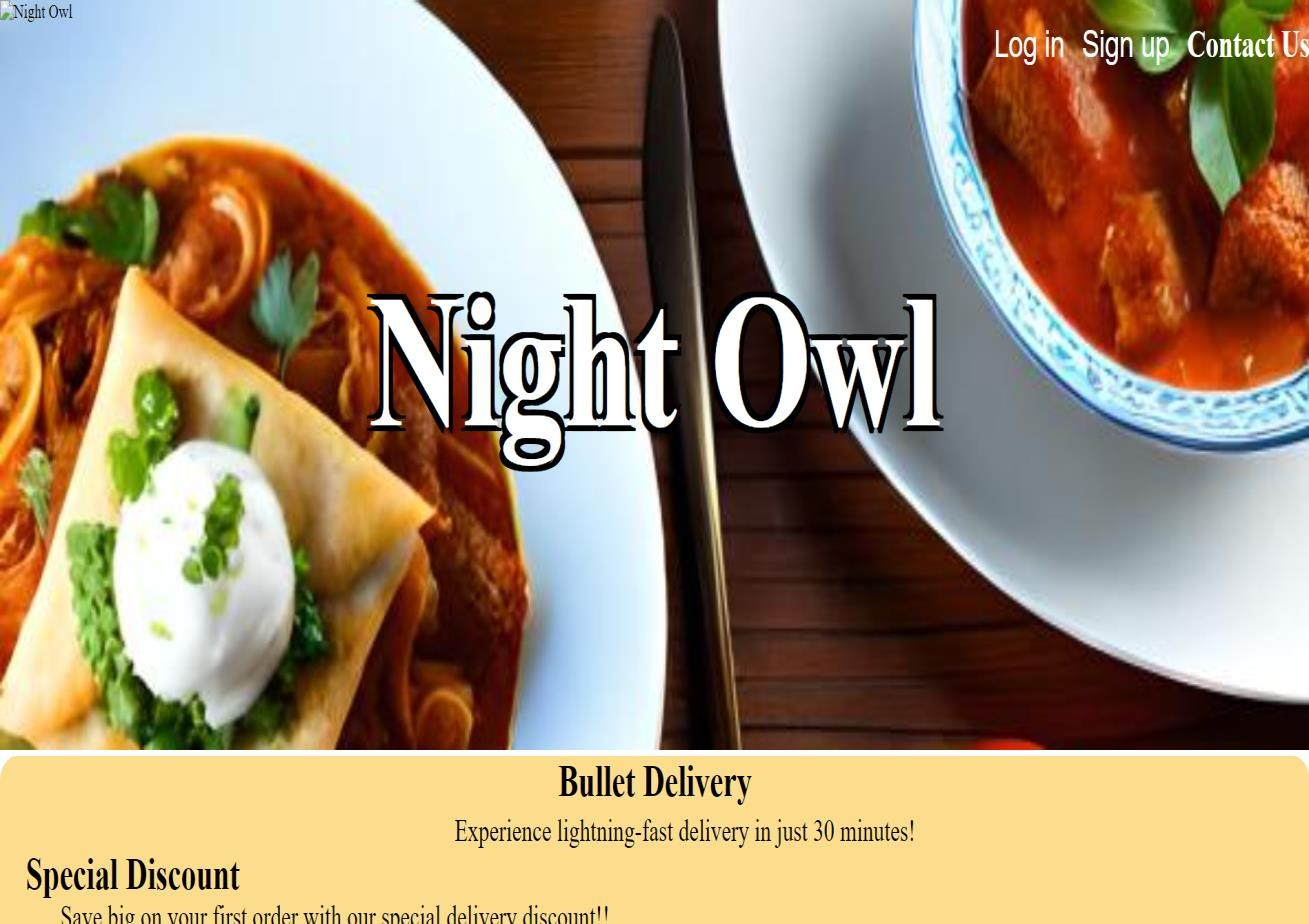 Night Owl
Log in Sign up Contact Us
Night Owl
Bullet Delivery
Experience lightning-fast delivery in just 30 minutes!
Special Discount
Save big on your first order with our special delivery discount!!